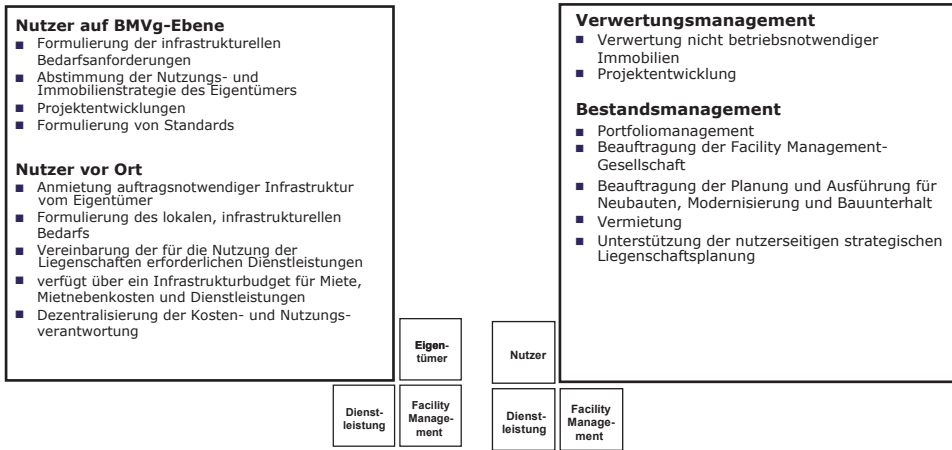 Nutzer auf BMVg-Ebene
■ Formulierung der infrastrukturellen
Bedarfsanforderungen
■ Abstimmung der Nutzungs- und
Immobilienstrategie des Eigentümers
■ Projektentwicklungen
■ Formulierung von Standards
Nutzer vor Ort
■ Anmietung auftragsnotwendiger Infrastruktur
vom Eigentümer
■ Formulierung des lokalen, infrastrukturellen
Bedarfs
■ Vereinbarung der für die Nutzung der
Liegenschaften erforderlichen Dienstleistungen
■ verfügt über ein Infrastrukturbudget für Miete,
Mietnebenkosten und Dienstleistungen
■ Dezentralisierung der Kosten- und Nutzungs-
verantwortung
Eigen-
tümer
Dienst-
leistung
Facility
Manage-
ment
Verwertungsmanagement
■ Verwertung nicht betriebsnotwendiger
Immobilien
■ Projektentwicklung
Bestandsmanagement
■ Portfoliomanagement
■ Beauftragung der Facility Management-
Gesellschaft
■ Beauftragung der Planung und Ausführung für
Neubauten, Modernisierung und Bauunterhalt
■ Vermietung
■ Unterstützung der nutzerseitigen strategischen
Liegenschaftsplanung
Nutzer
Dienst-
leistung
Facility
Manage-
ment